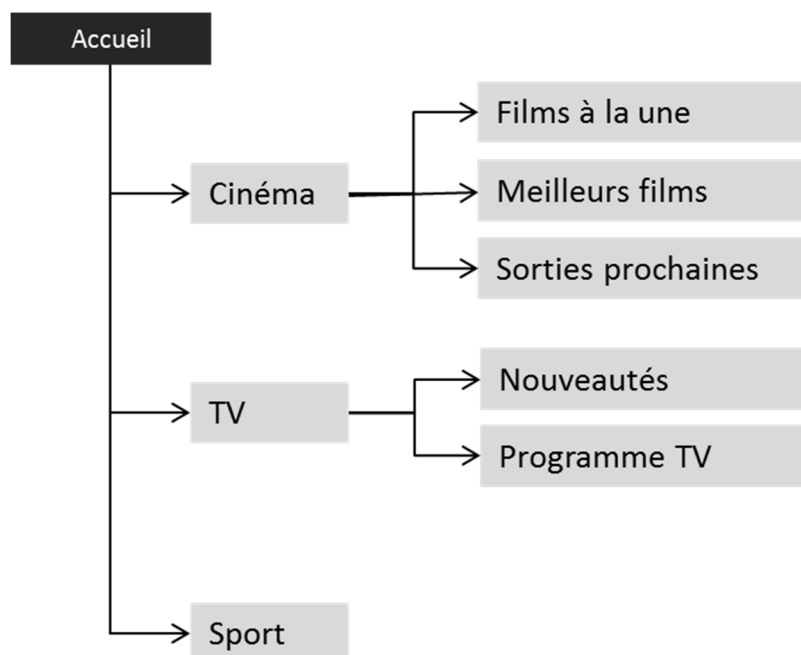 Accueil
Cinéma
Films à la une
Meilleurs films
Sorties prochaines
TV
Nouveautés
Programme TV
Sport